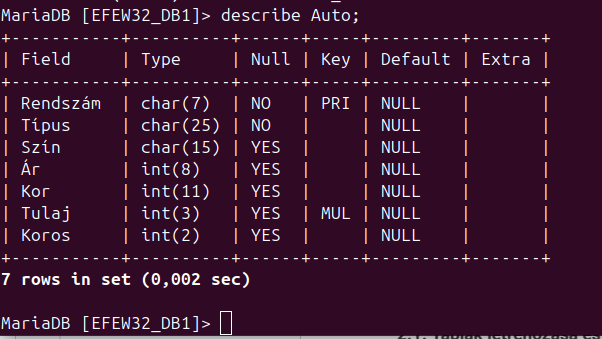 MariaDB [EFEW32_DB1]> describe Auto;
+-----------+----------+------+-----+---------+-------+
| Field     | Type     | Null | Key | Default | Extra |
+-----------+----------+------+-----+---------+-------+
| Rendszám  | char(7)  | NO   | PRI | NULL    |       |
| Típus     | char(25) | NO   |     | NULL    |       |
| Szín      | char(15) | YES  |     | NULL    |       |
| Ár        | int(8)   | YES  |     | NULL    |       |
| Kor       | int(11)  | YES  |     | NULL    |       |
| Tulaj     | int(3)   | YES  | MUL | NULL    |       |
| Koros     | int(2)   | YES  |     | NULL    |       |
+-----------+----------+------+-----+---------+-------+
7 rows in set (0,002 sec)
MariaDB [EFEW32_DB1]>